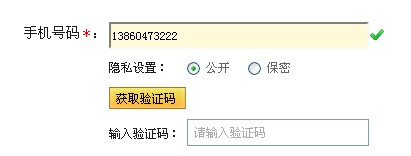 手机号码*： 13860473222
隐私设置： 公开 保密
获取验证码
输入验证码： 请输入验证码